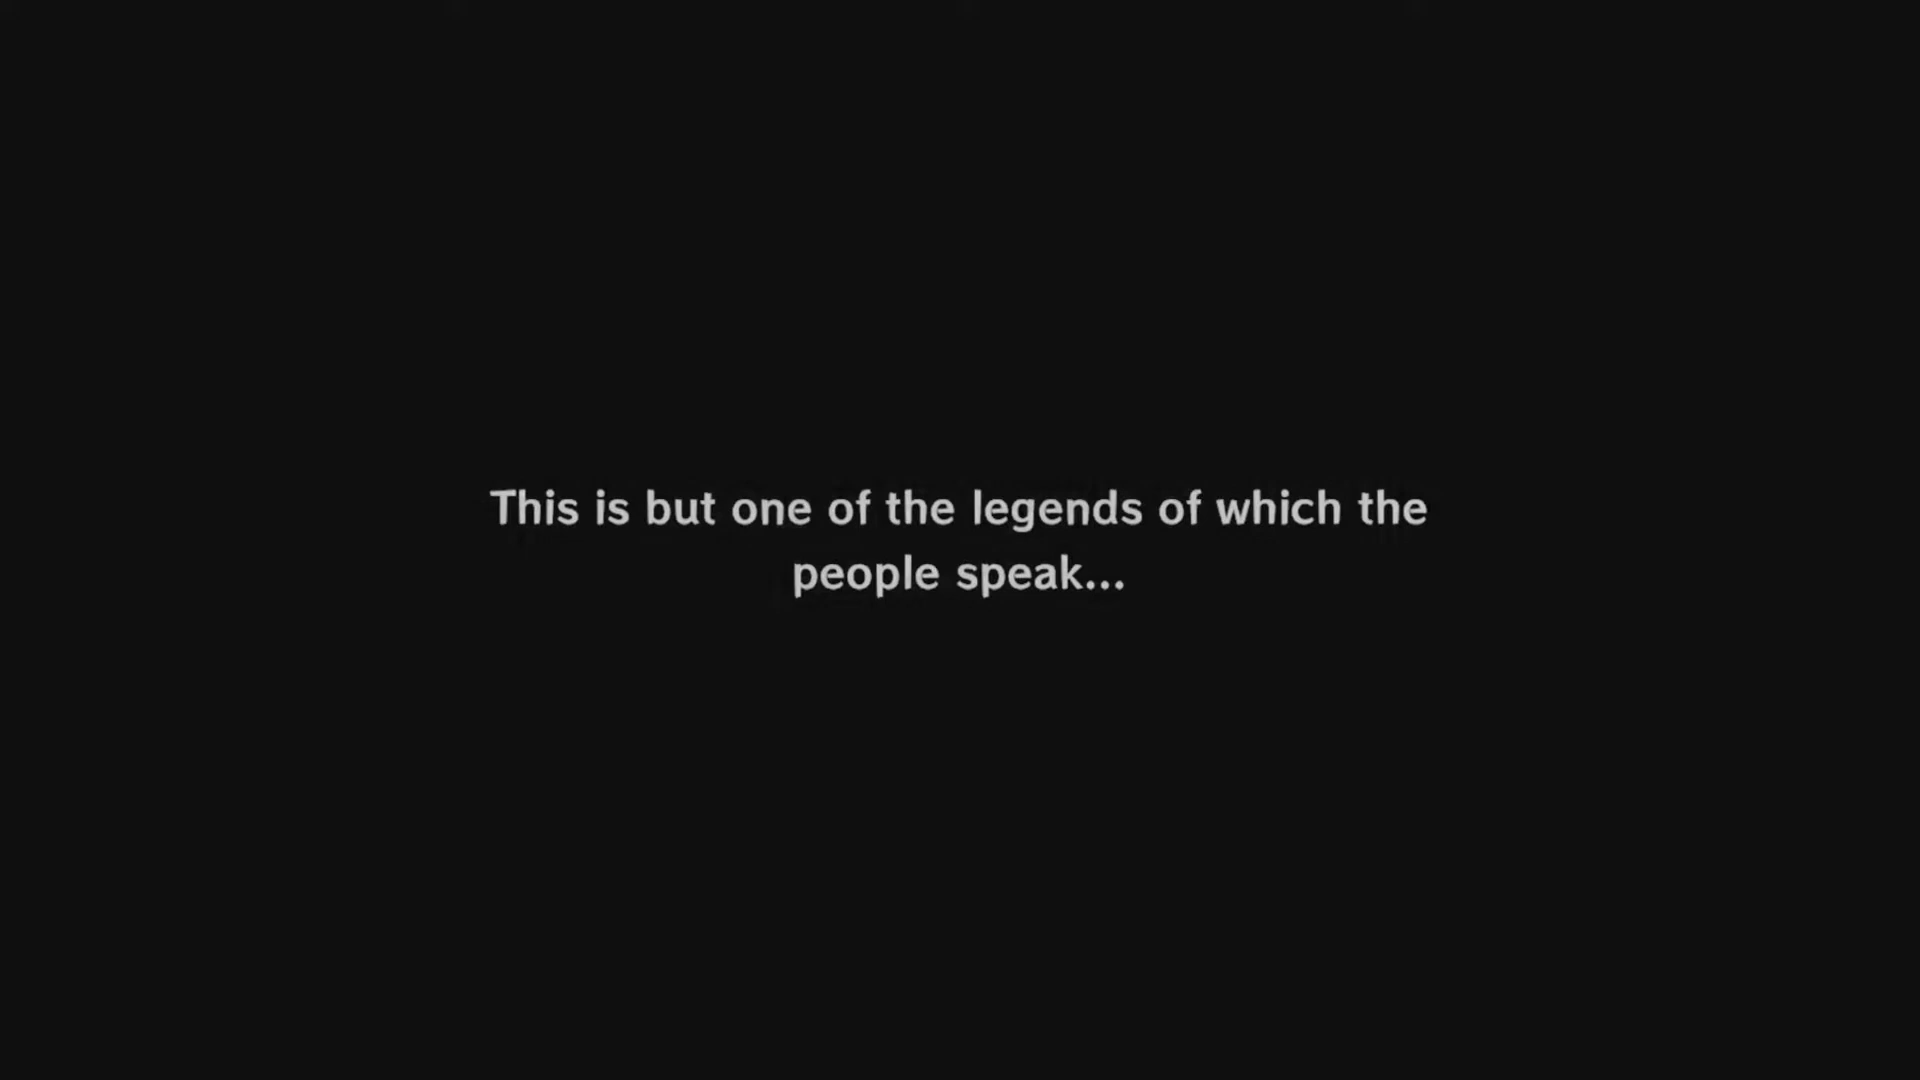 This is but one of the legends of which the
people speak...